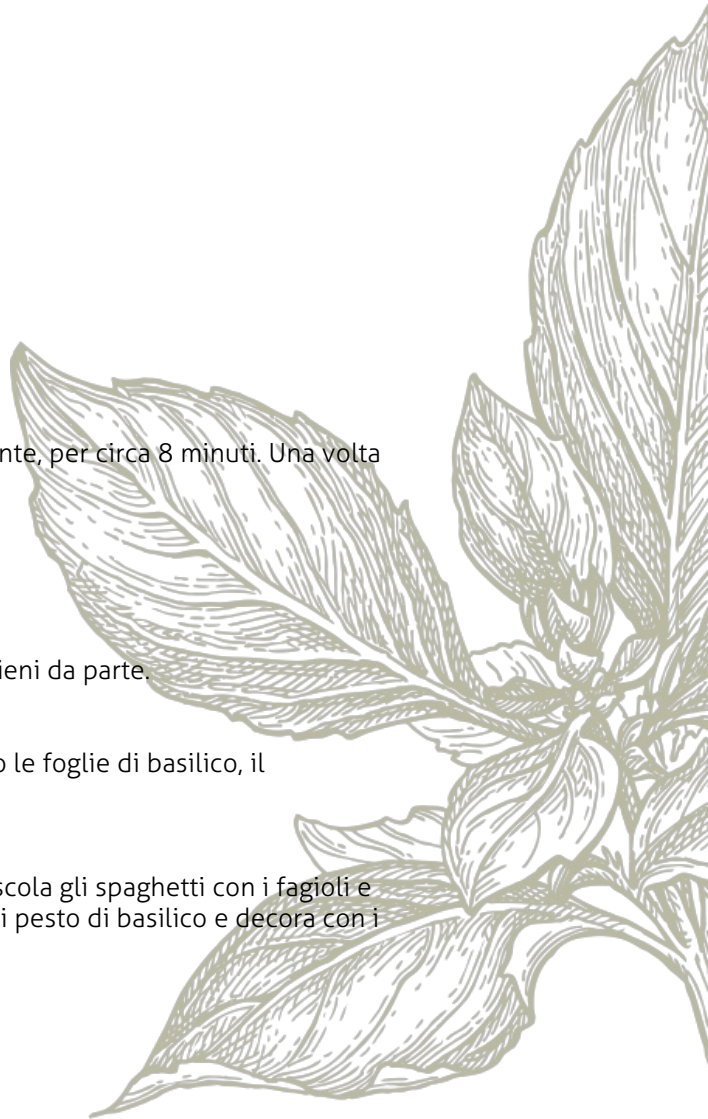 nte, per circa 8 minuti. Una volta
ieni da parte.
o le foglie di basilico, il
scola gli spaghetti con i fagioli e
i pesto di basilico e decora con i